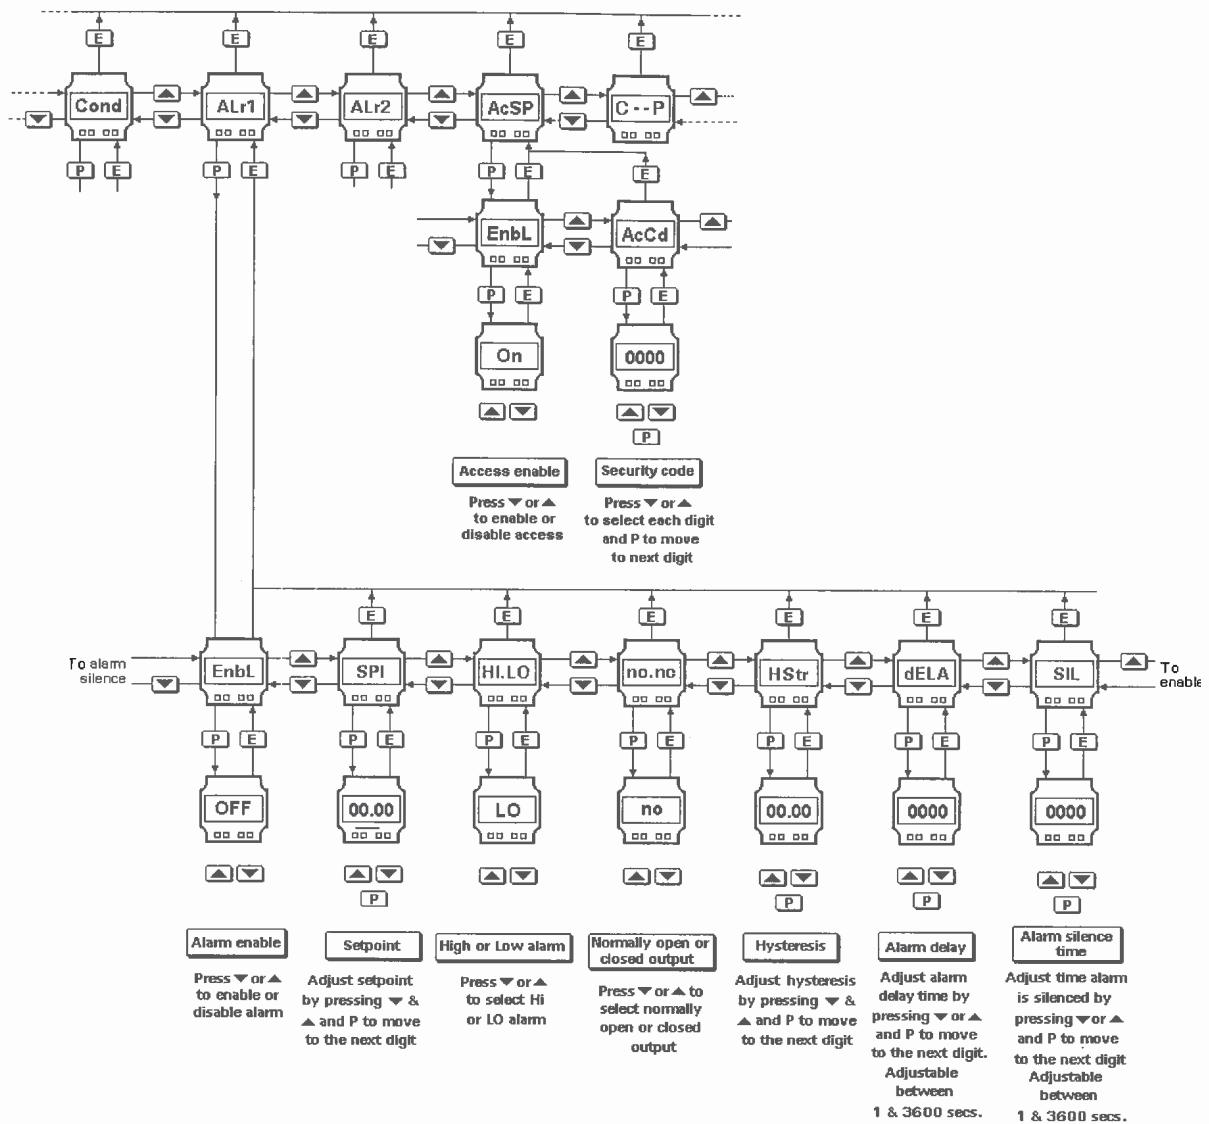 E E E E E
Cond ALr1 ALr2 AcSP C--P
P E P E P E P E E
EnbL AcCd
P E P E
On 0000
P
Access enable
Press ▼ or ▲
to enable or
disable access
Security code
Press ▼ or ▲
to select each digit
and P to move
to next digit
E E E E E E
To alarm
silence
EnbL SPI HI.LO no.nc HStr dELA SIL
To
enable
P E P E P E P E P E P E P E
OFF 00.00 LO no 00.00 0000 0000
P P P P
Alarm enable
Press ▼ or ▲
to enable or
disable alarm
Setpoint
Adjust setpoint
by pressing ▼ &
▲ and P to move
to the next digit
High or Low alarm
Press ▼ or ▲
to select Hi
or LO alarm
Normally open or
closed output
Press ▼ or ▲ to
select normally
open or closed
output
Hysteresis
Adjust hysteresis
by pressing ▼ &
▲ and P to move
to the next digit
Alarm delay
Adjust alarm
delay time by
pressing ▼ or ▲
and P to move
to the next digit.
Adjustable
between
1 & 3600 secs.
Alarm silence
time
Adjust time alarm
is silenced by
pressing ▼ or ▲
and P to move
to the next digit
Adjustable
between
1 & 3600 secs.